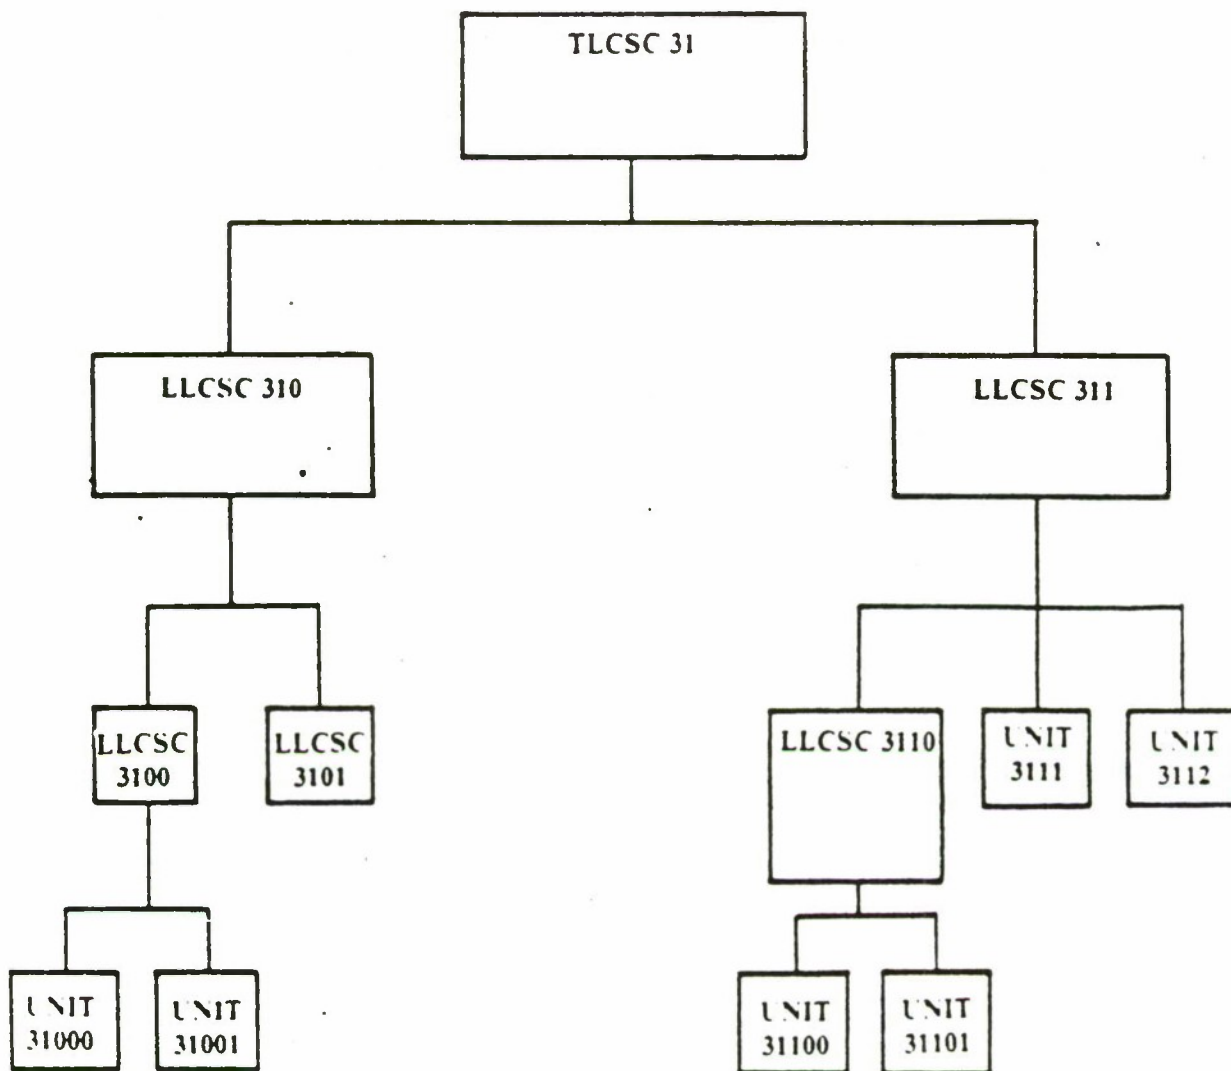 TLCSC 31
LLCSC 310
LLCSC 311
LLCSC
3100
LLCSC
3101
LLCSC 3110
UNIT
3111
UNIT
3112
UNIT
31000
UNIT
31001
UNIT
31100
UNIT
31101